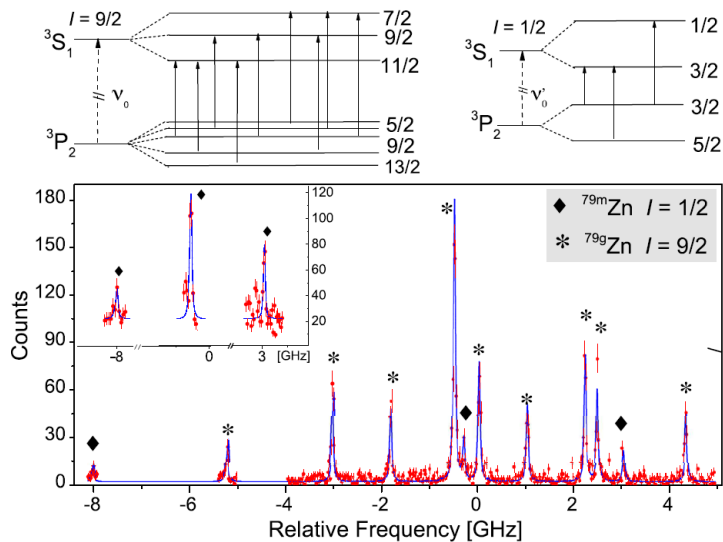 I = 9/2
³S₁
7/2
9/2
11/2
ν₀
³P₂
5/2
9/2
13/2
I = 1/2
³S₁
1/2
3/2
ν₀'
³P₂
3/2
5/2
180
150
120
90
60
30
0
Counts
120
100
80
60
40
20
-8
0
3
[GHz]
♦ ⁷⁹ᵐZn I = 1/2
* ⁷⁹ᵍZn I = 9/2
-8
-6
-4
-2
0
2
4
Relative Frequency [GHz]